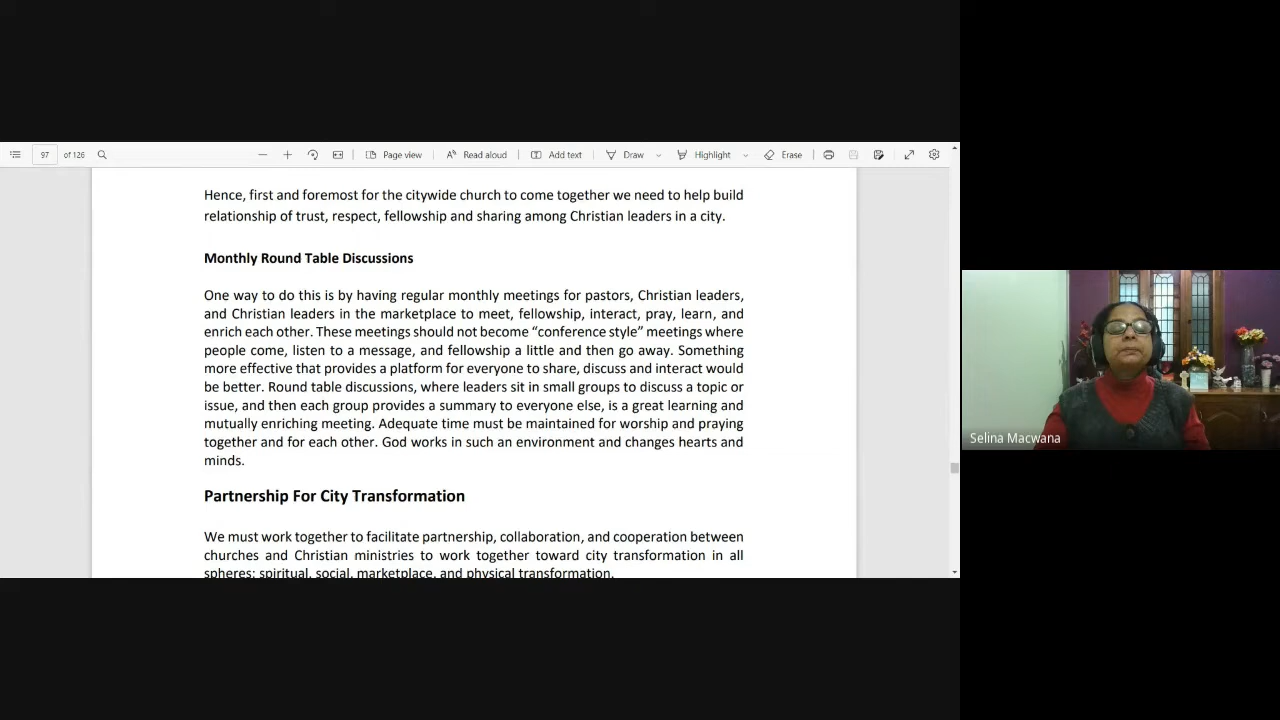 97 of 126 Page view Read aloud Add text Draw Highlight Erase
Hence, first and foremost for the citywide church to come together we need to help build
relationship of trust, respect, fellowship and sharing among Christian leaders in a city.
Monthly Round Table Discussions
One way to do this is by having regular monthly meetings for pastors, Christian leaders,
and Christian leaders in the marketplace to meet, fellowship, interact, pray, learn, and
enrich each other. These meetings should not become “conference style” meetings where
people come, listen to a message, and fellowship a little and then go away. Something
more effective that provides a platform for everyone to share, discuss and interact would
be better. Round table discussions, where leaders sit in small groups to discuss a topic or
issue, and then each group provides a summary to everyone else, is a great learning and
mutually enriching meeting. Adequate time must be maintained for worship and praying
together and for each other. God works in such an environment and changes hearts and
minds.
Partnership For City Transformation
We must work together to facilitate partnership, collaboration, and cooperation between
churches and Christian ministries to work together toward city transformation in all
spheres: spiritual, social, marketplace, and physical transformation.
Selina Macwana